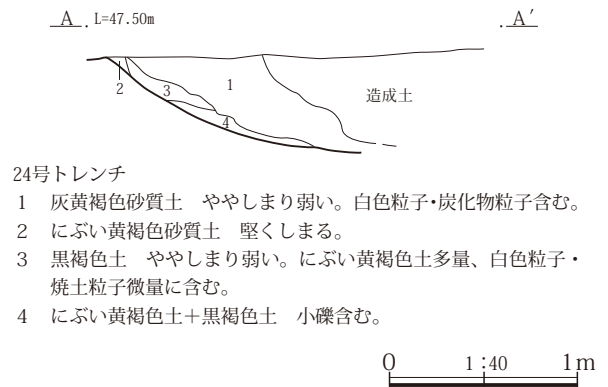 A . L=47.50m . A′
1
2
3
造成土
4
24号トレンチ
1 灰黄褐色砂質土 ややしまり弱い。白色粒子・炭化物粒子含む。
2 にぶい黄褐色砂質土 堅くしまる。
3 黒褐色土 ややしまり弱い。にぶい黄褐色土多量、白色粒子・
焼土粒子微量に含む。
4 にぶい黄褐色土＋黒褐色土 小礫含む。
0 1:40 1m